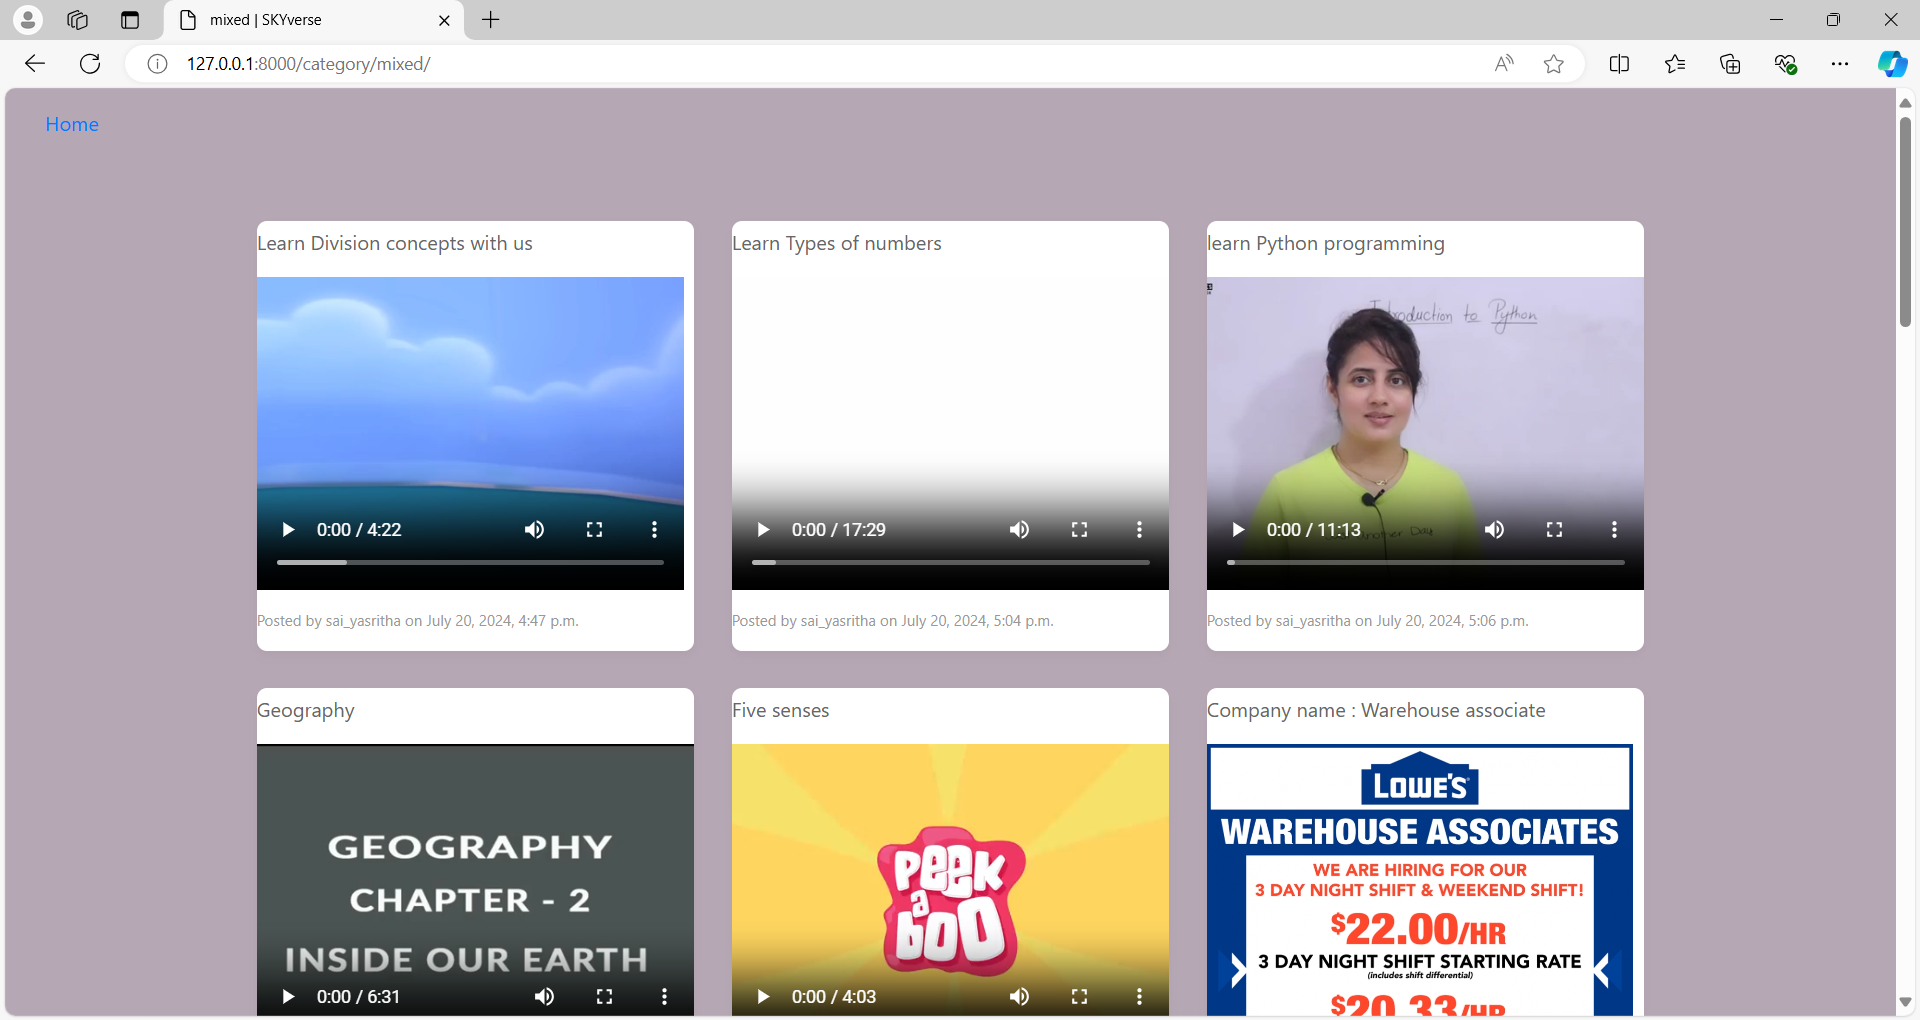 mixed | SKYverse
127.0.0.1:8000/category/mixed/
Home
Learn Division concepts with us
0:00 / 4:22
Posted by sai_yasritha on July 20, 2024, 4:47 p.m.
Learn Types of numbers
0:00 / 17:29
Posted by sai_yasritha on July 20, 2024, 5:04 p.m.
learn Python programming
Introduction to Python
0:00 / 11:13
Posted by sai_yasritha on July 20, 2024, 5:06 p.m.
Geography
GEOGRAPHY
CHAPTER - 2
INSIDE OUR EARTH
0:00 / 6:31
Five senses
PEEK
a
BOO
0:00 / 4:03
Company name : Warehouse associate
LOWE'S
WAREHOUSE ASSOCIATES
WE ARE HIRING FOR OUR
3 DAY NIGHT SHIFT & WEEKEND SHIFT!
$22.00/HR
3 DAY NIGHT SHIFT STARTING RATE
(includes shift differential)
$20.33/HR